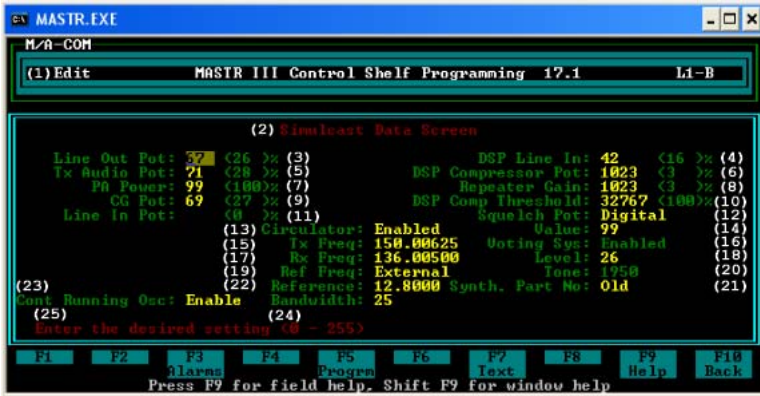 MASTR.EXE
M/A-COM
(1)Edit MASTR III Control Shelf Programming 17.1 L1-B
(2) Simulcast Data Screen
Line Out Pot: 67 (26 )% (3) DSP Line In: 42 (16 )% (4)
Tx Audio Pot: 71 (28 )% (5) DSP Compressor Pot: 1023 (3 )% (6)
PA Power: 99 (100)% (7) Repeater Gain: 1023 (3 )% (8)
CG Pot: 69 (27 )% (9) DSP Comp Threshold: 32767 (100)% (10)
Line In Pot: (0 )% (11) Squelch Pot: Digital (12)
(13) Circulator: Enabled Value: 99 (14)
(15) Tx Freq: 150.00625 Voting Sys: Enabled (16)
(17) Rx Freq: 136.00500 Level: 26 (18)
(19) Ref Freq: External Tone: 1950 (20)
(23) (22) Reference: 12.8000 Synth. Part No: Old (21)
Cont Running Osc: Enable Bandwidth: 25
(25) (24)
Enter the desired setting (0 - 255)
F1 F2 F3 F4 F5 F6 F7 F8 F9 F10
Alarms Progrm Text Help Back
Press F9 for field help, Shift F9 for window help